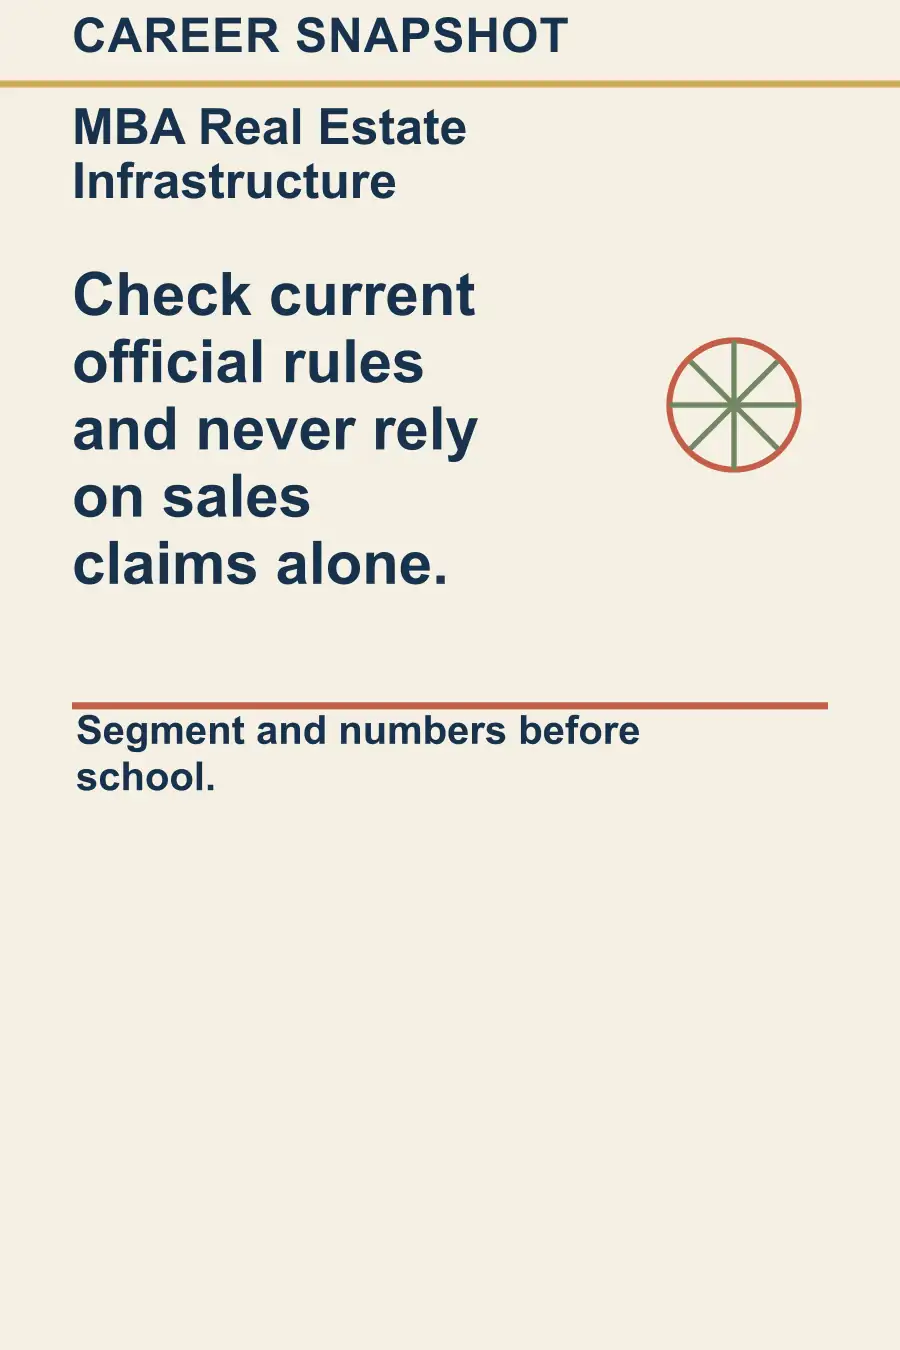 CAREER SNAPSHOT
MBA Real Estate
Infrastructure
Check current
official rules
and never rely
on sales
claims alone.
Segment and numbers before
school.